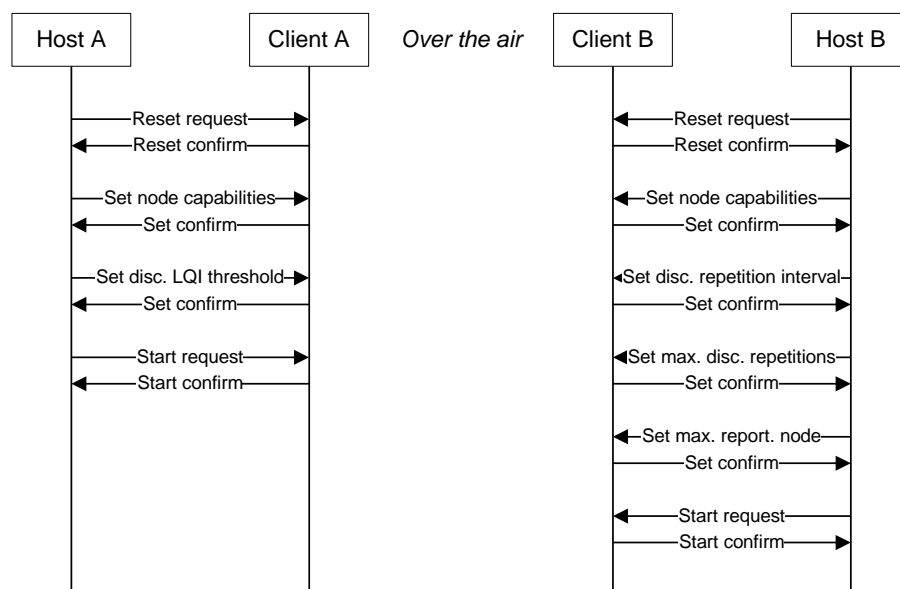 Host A
Client A
Over the air
Client B
Host B
Reset request
Reset request
Reset confirm
Reset confirm
Set node capabilities
Set node capabilities
Set confirm
Set confirm
Set disc. LQI threshold
Set disc. repetition interval
Set confirm
Set confirm
Start request
Set max. disc. repetitions
Start confirm
Set confirm
Set max. report. node
Set confirm
Start request
Start confirm